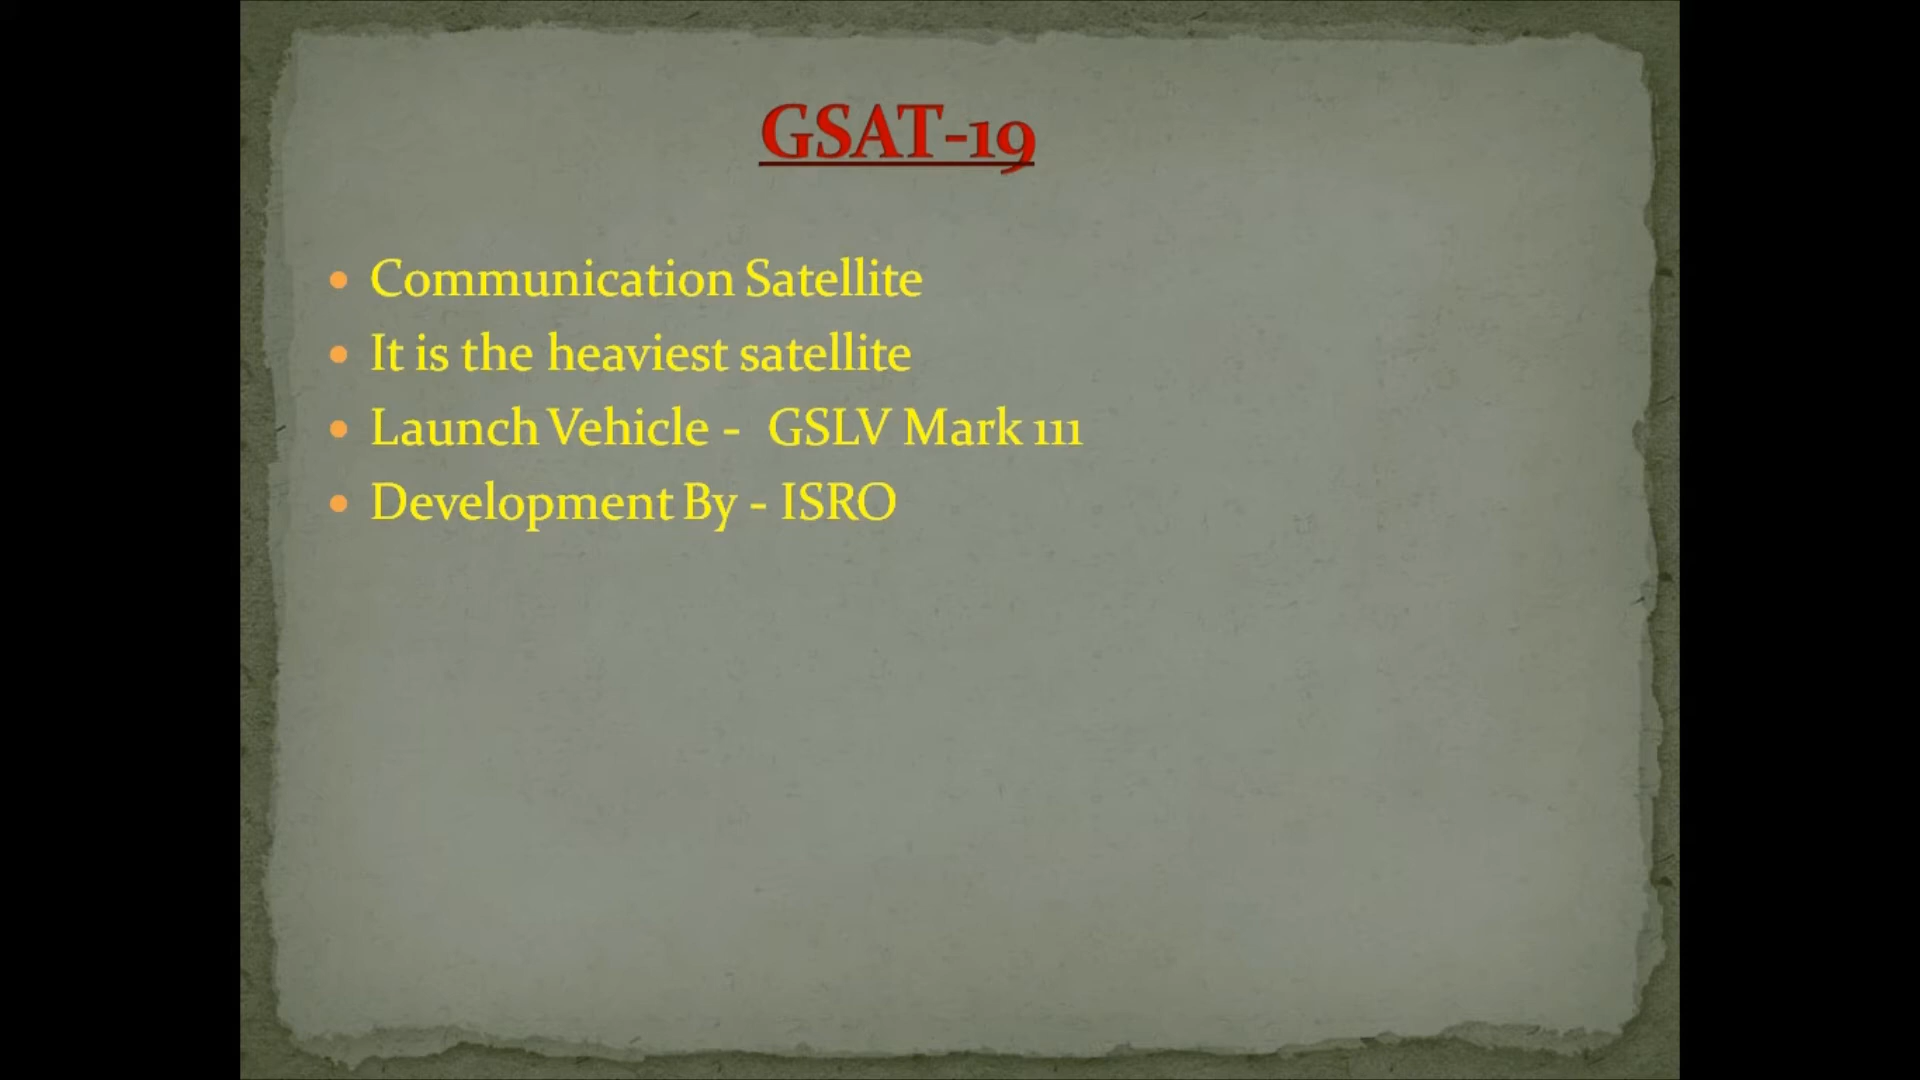 GSAT-19
• Communication Satellite
• It is the heaviest satellite
• Launch Vehicle - GSLV Mark 111
• Development By - ISRO